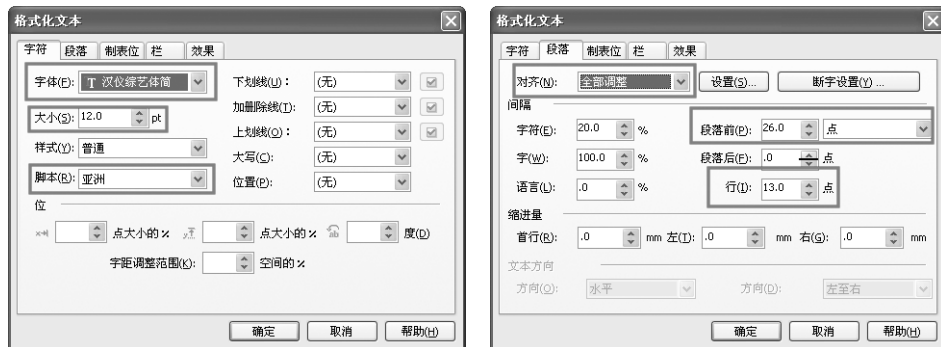 格式化文本
字符 段落 制表位 栏 效果
字体(F): T 汉仪综艺体简 下划线(U): (无)
大小(S): 12.0 pt 加删除线(T): (无)
上划线(O): (无)
样式(Y): 普通 大写(C): (无)
脚本(R): 亚洲 位置(P): (无)
位
点大小的 % 点大小的 % 度(D)
字距调整范围(K): 空间的 %
确定 取消 帮助(H)
格式化文本
字符 段落 制表位 栏 效果
对齐(N): 全部调整 设置(S)... 断字设置(Y) ...
间隔
字符(E): 20.0 % 段落前(P): 26.0 点
字(W): 100.0 % 段落后(F): .0 点
语言(L): .0 % 行(I): 13.0 点
缩进量
首行(R): .0 mm 左(T): .0 mm 右(G): .0 mm
文本方向
方向(O): 水平 方向(D): 左至右
确定 取消 帮助(H)